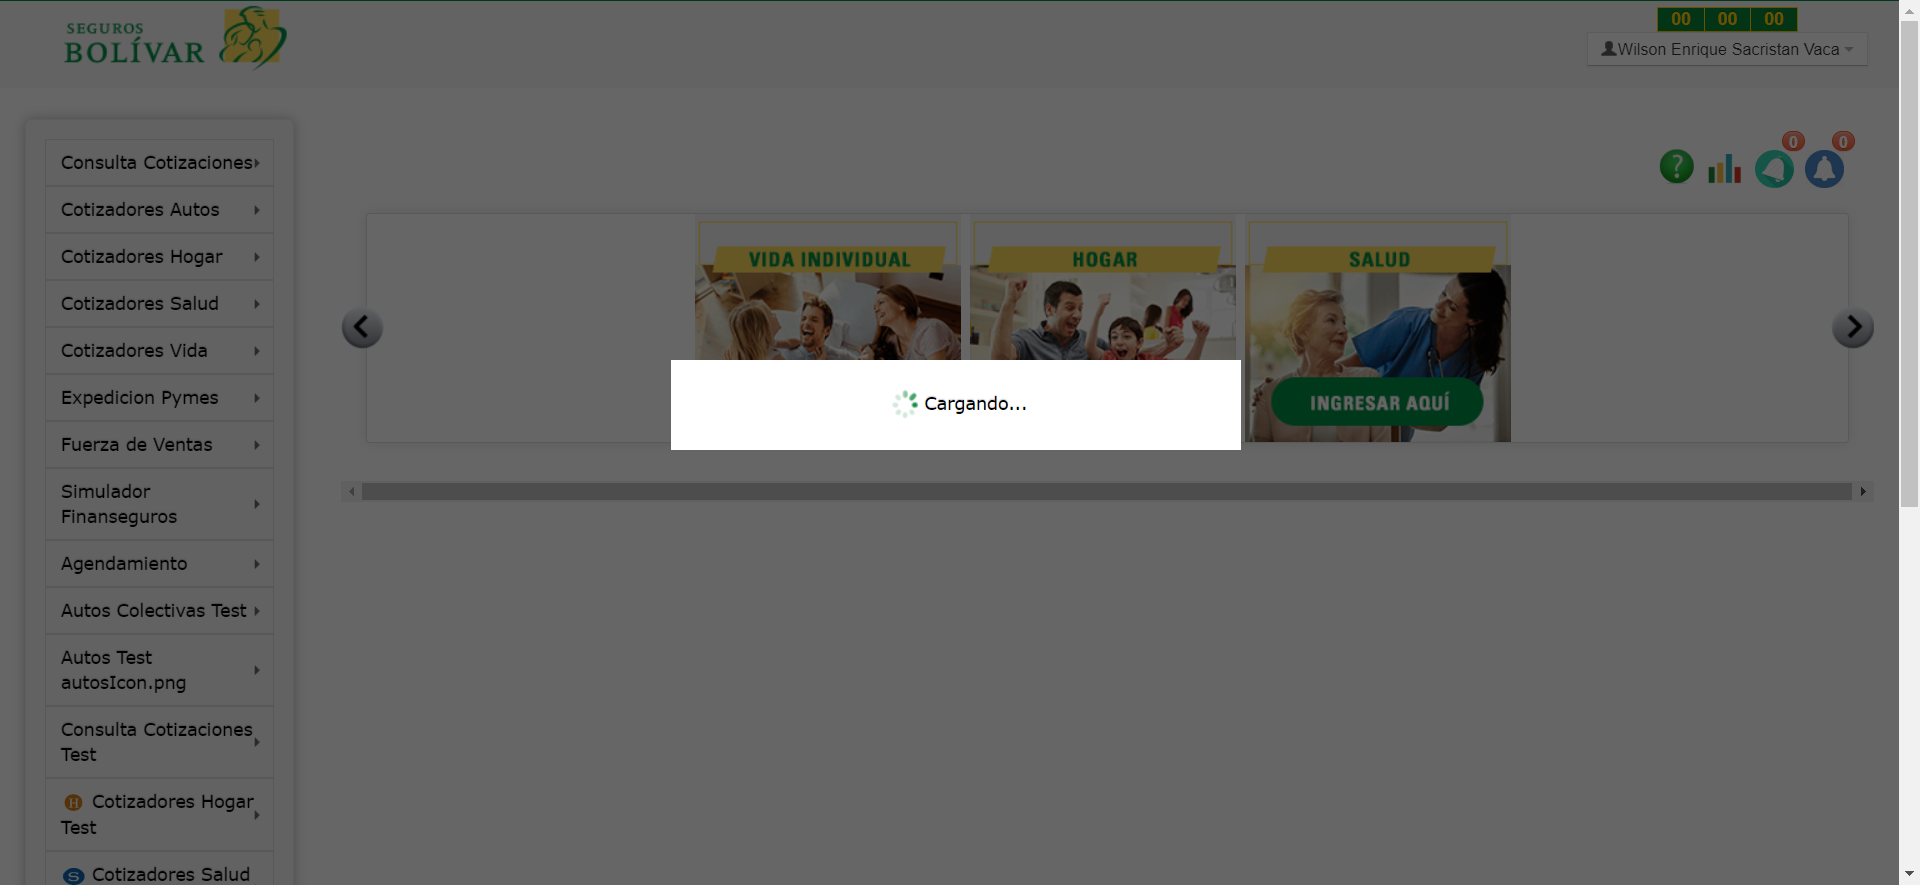 SEGUROS
BOLÍVAR
00 00 00
Wilson Enrique Sacristan Vaca
Consulta Cotizaciones
Cotizadores Autos
Cotizadores Hogar
Cotizadores Salud
Cotizadores Vida
Expedicion Pymes
Fuerza de Ventas
Simulador
Finanseguros
Agendamiento
Autos Colectivas Test
Autos Test
autosIcon.png
Consulta Cotizaciones
Test
H Cotizadores Hogar
Test
S Cotizadores Salud
? 0 0
VIDA INDIVIDUAL
HOGAR
SALUD
INGRESAR AQUÍ
Cargando...